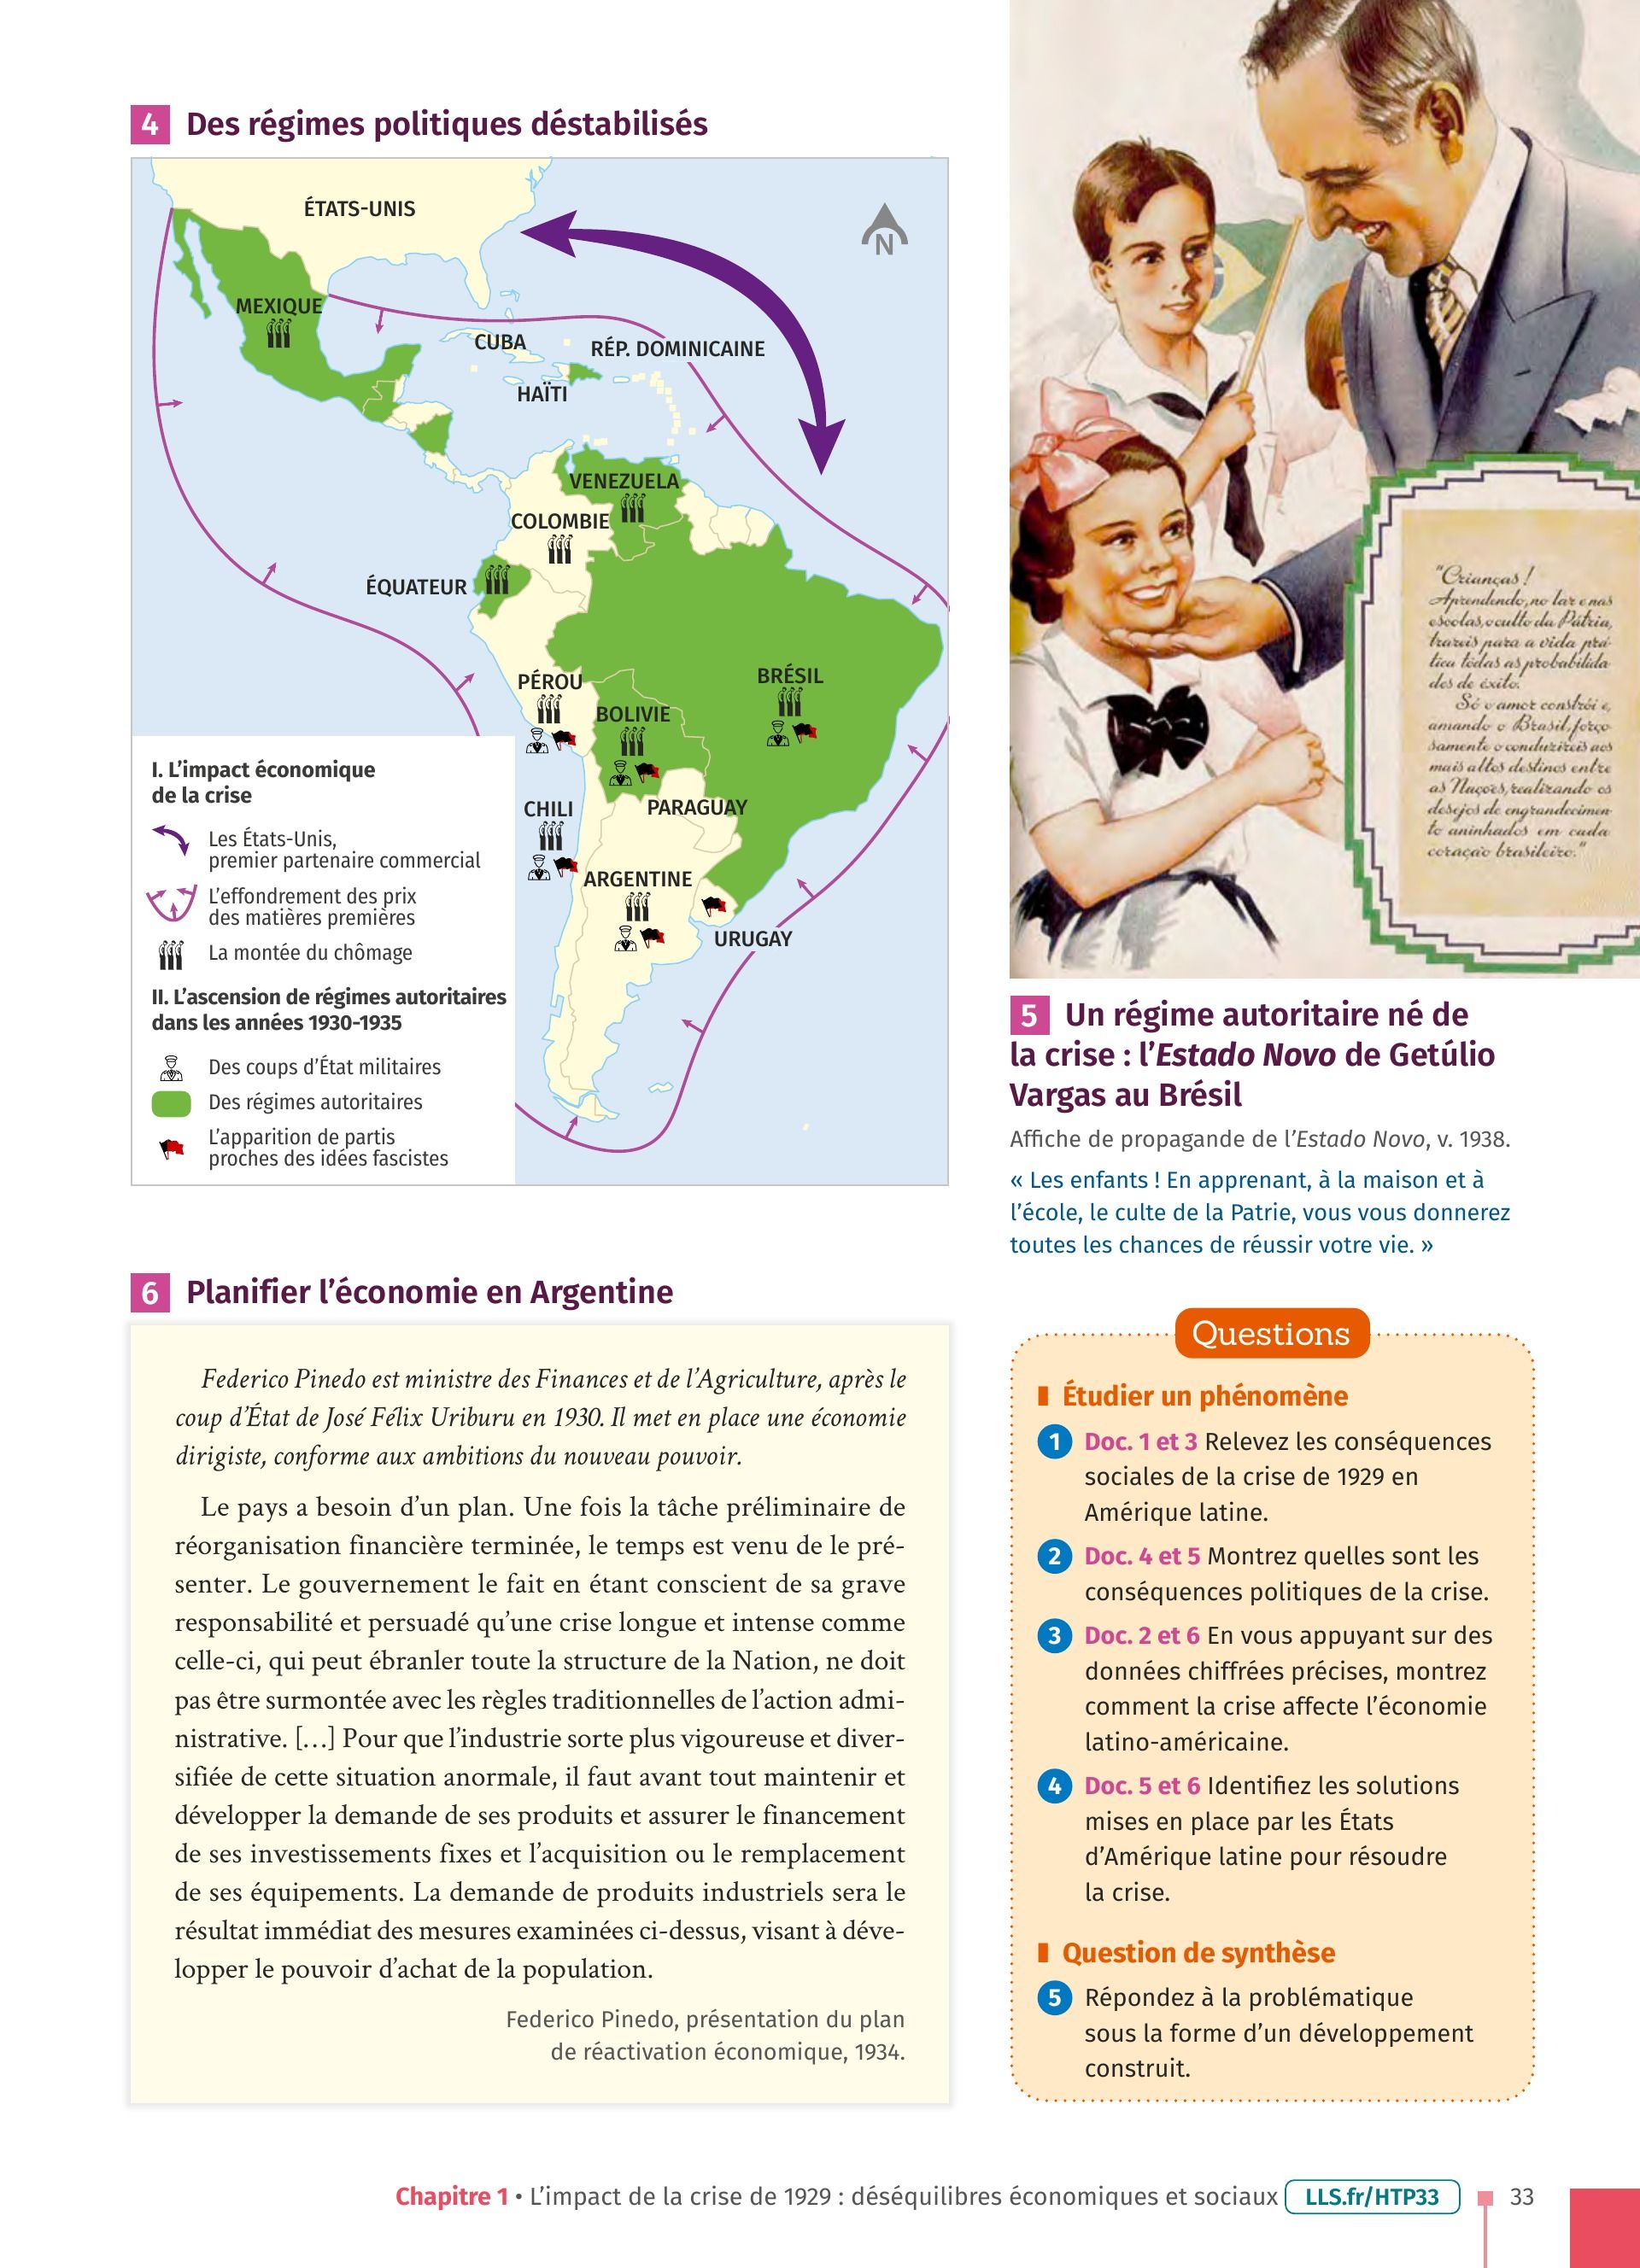 4 Des régimes politiques déstabilisés
ÉTATS-UNIS
N
MEXIQUE
CUBA
RÉP. DOMINICAINE
HAÏTI
VENEZUELA
COLOMBIE
ÉQUATEUR
PÉROU
BRÉSIL
BOLIVIE
CHILI
PARAGUAY
ARGENTINE
URUGAY
I. L'impact économique
de la crise
Les États-Unis,
premier partenaire commercial
L'effondrement des prix
des matières premières
La montée du chômage
II. L'ascension de régimes autoritaires
dans les années 1930-1935
Des coups d'État militaires
Des régimes autoritaires
L'apparition de partis
proches des idées fascistes
"Crianças!
Aprendendo, no lar e nas
escolas, o culto da Pátria,
trareis para a vida prá-
tica tôdas as probabilida
des de êxito.
Só o amor constrói e,
amando o Brasil, força
samente o conduzireis aos
mais altos destinos entre
as Nações, realizando os
desejos de engrandecimen
to aninhados em cada
coração brasileiro."
5 Un régime autoritaire né de
la crise : l'Estado Novo de Getúlio
Vargas au Brésil
Affiche de propagande de l'Estado Novo, v. 1938.
« Les enfants ! En apprenant, à la maison et à
l'école, le culte de la Patrie, vous vous donnerez
toutes les chances de réussir votre vie. »
6 Planifier l'économie en Argentine
Federico Pinedo est ministre des Finances et de l'Agriculture, après le
coup d'État de José Félix Uriburu en 1930. Il met en place une économie
dirigiste, conforme aux ambitions du nouveau pouvoir.
Le pays a besoin d'un plan. Une fois la tâche préliminaire de
réorganisation financière terminée, le temps est venu de le pré-
senter. Le gouvernement le fait en étant conscient de sa grave
responsabilité et persuadé qu'une crise longue et intense comme
celle-ci, qui peut ébranler toute la structure de la Nation, ne doit
pas être surmontée avec les règles traditionnelles de l'action admi-
nistrative. […] Pour que l'industrie sorte plus vigoureuse et diver-
sifiée de cette situation anormale, il faut avant tout maintenir et
développer la demande de ses produits et assurer le financement
de ses investissements fixes et l'acquisition ou le remplacement
de ses équipements. La demande de produits industriels sera le
résultat immédiat des mesures examinées ci-dessus, visant à déve-
lopper le pouvoir d'achat de la population.
Federico Pinedo, présentation du plan
de réactivation économique, 1934.
Questions
Étudier un phénomène
1 Doc. 1 et 3 Relevez les conséquences
sociales de la crise de 1929 en
Amérique latine.
2 Doc. 4 et 5 Montrez quelles sont les
conséquences politiques de la crise.
3 Doc. 2 et 6 En vous appuyant sur des
données chiffrées précises, montrez
comment la crise affecte l'économie
latino-américaine.
4 Doc. 5 et 6 Identifiez les solutions
mises en place par les États
d'Amérique latine pour résoudre
la crise.
Question de synthèse
5 Répondez à la problématique
sous la forme d'un développement
construit.
Chapitre 1 • L'impact de la crise de 1929 : déséquilibres économiques et sociaux LLS.fr/HTP33 33